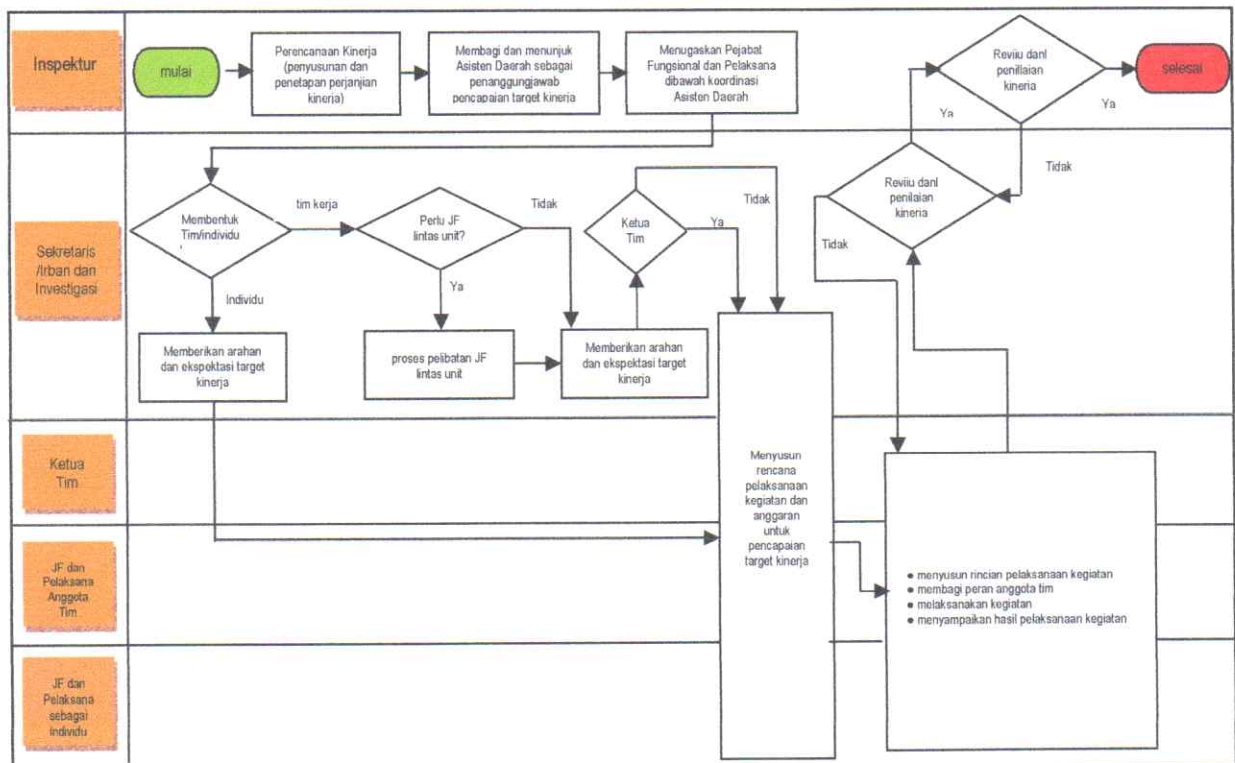 Inspektur
mulai
Perencanaan Kinerja
(penyusunan dan
penetapan perjanjian
kinerja)
Membagi dan menunjuk
Asisten Daerah sebagai
penanggungjawab
pencapaian target kinerja
Menugaskan Pejabat
Fungsional dan Pelaksana
dibawah koordinasi
Asisten Daerah
Reviiu danl
penillaian
kineria
selesai
Ya
Ya
Tidak
Sekretaris
/Irban dan
Investigasi
Membentuk
Tim/individu
tim kerja
Individu
Perlu JF
lintas unit?
Tidak
Ya
Ketua
Tim
Tidak
Ya
Reviiu danl
penilaian
kineria
Tidak
Memberikan arahan
dan ekspektasi target
kinerja
proses pelibatan JF
lintas unit
Memberikan arahan
dan ekspektasi target
kinerja
Ketua
Tim
Menyusun
rencana
pelaksanaan
kegiatan dan
anggaran
untuk
pencapaian
target kinerja
JF dan
Pelaksana
Anggota
Tim
● menyusun rincian pelaksanaan kegiatan
● membagi peran anggota tim
● melaksanakan kegiatan
● menyampaikan hasil pelaksanaan kegiatan
JF dan
Pelaksana
sebagai
Individu